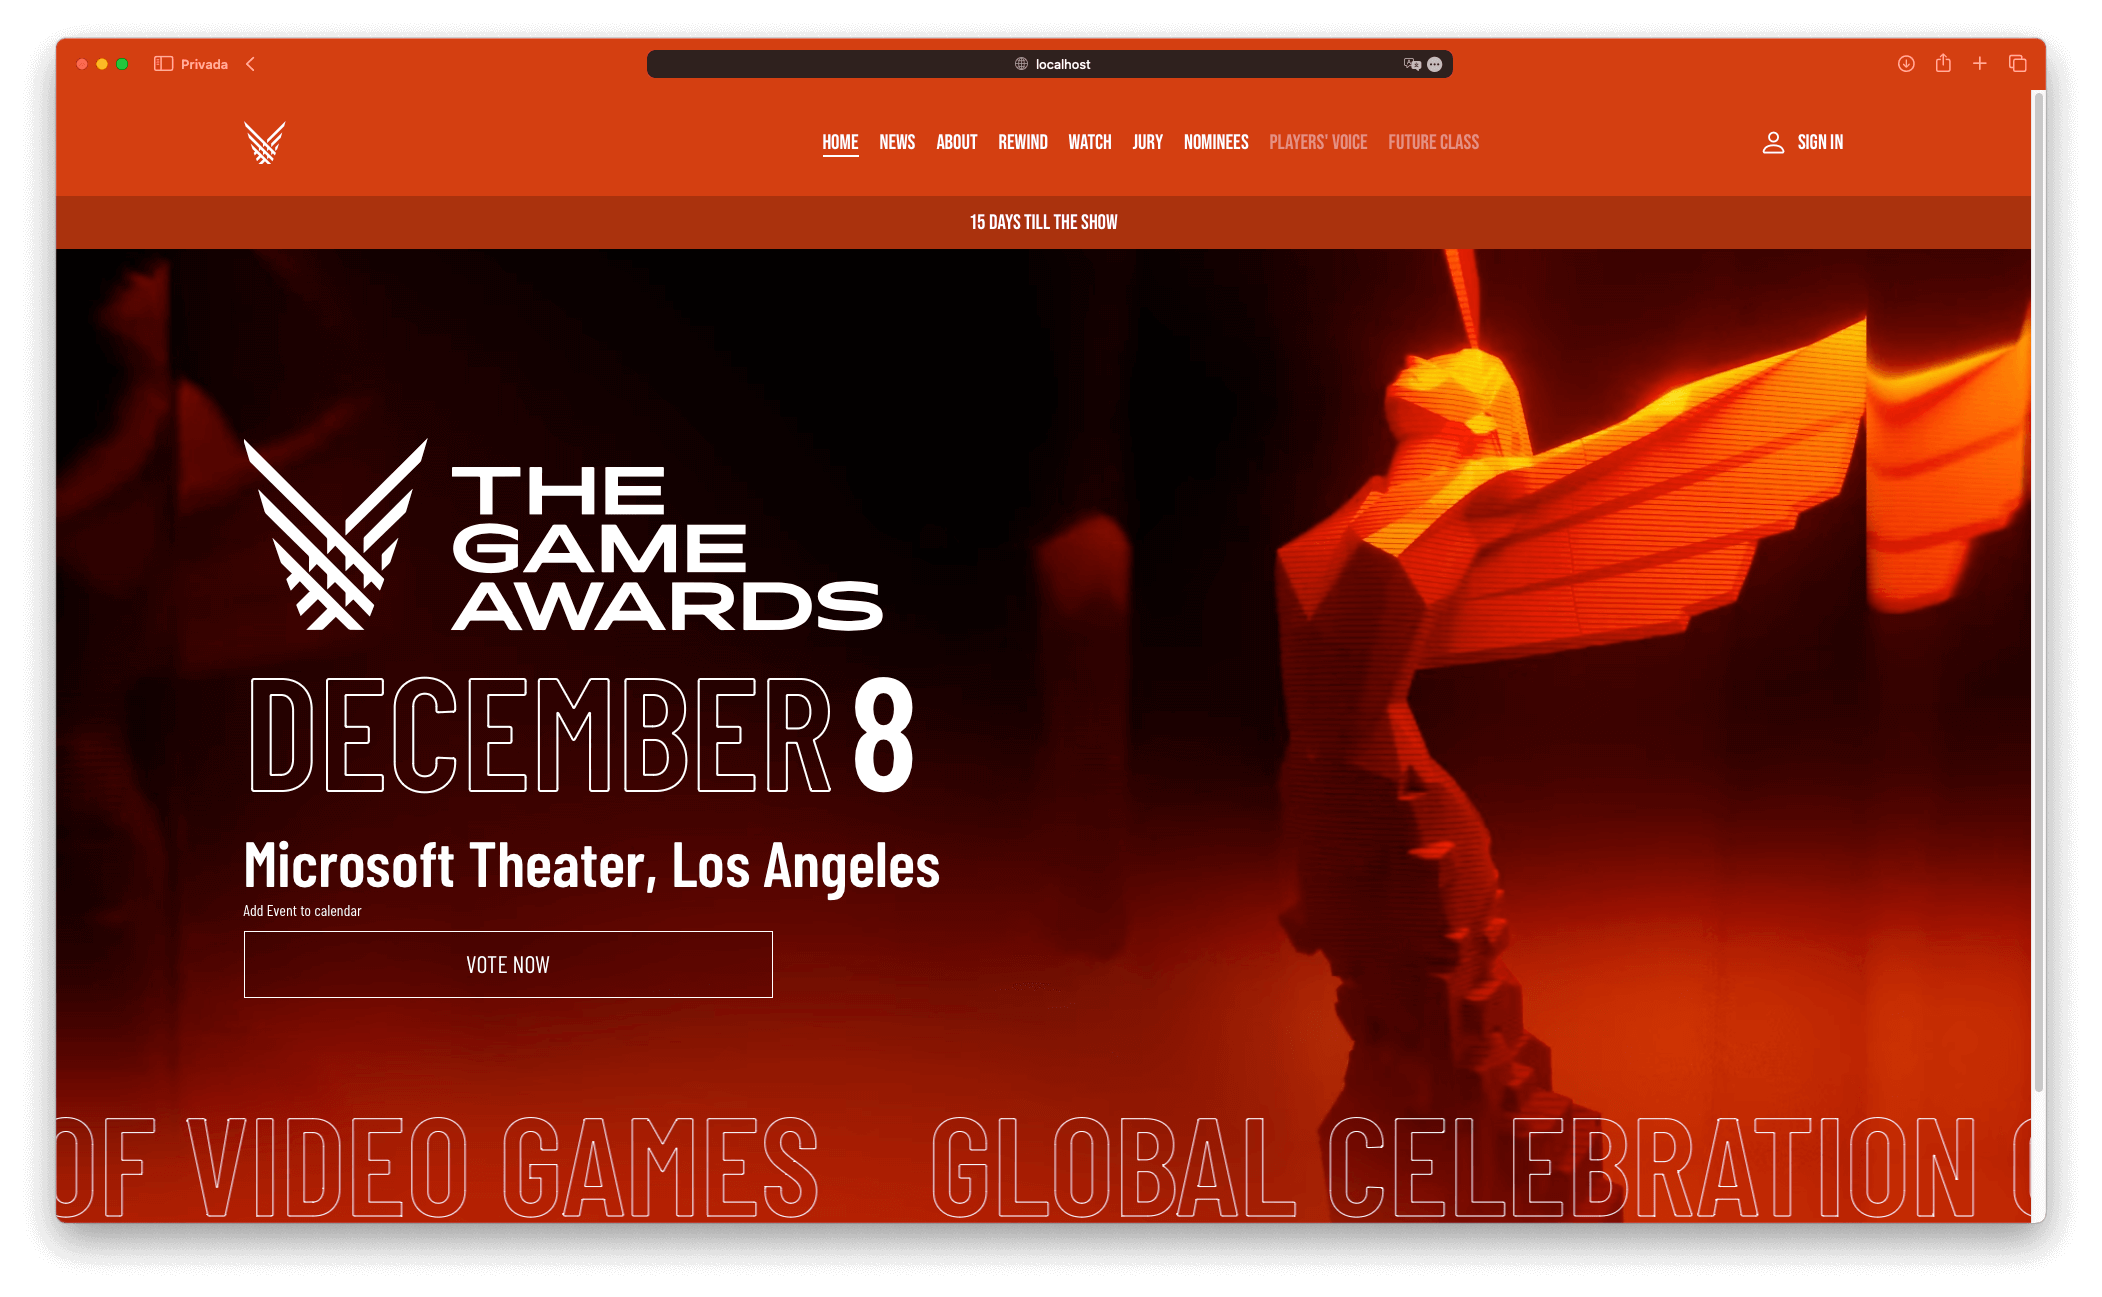 Privada
localhost
HOME NEWS ABOUT REWIND WATCH JURY NOMINEES PLAYERS' VOICE FUTURE CLASS
SIGN IN
15 DAYS TILL THE SHOW
THE
GAME
AWARDS
DECEMBER 8
Microsoft Theater, Los Angeles
Add Event to calendar
VOTE NOW
OF VIDEO GAMES GLOBAL CELEBRATION